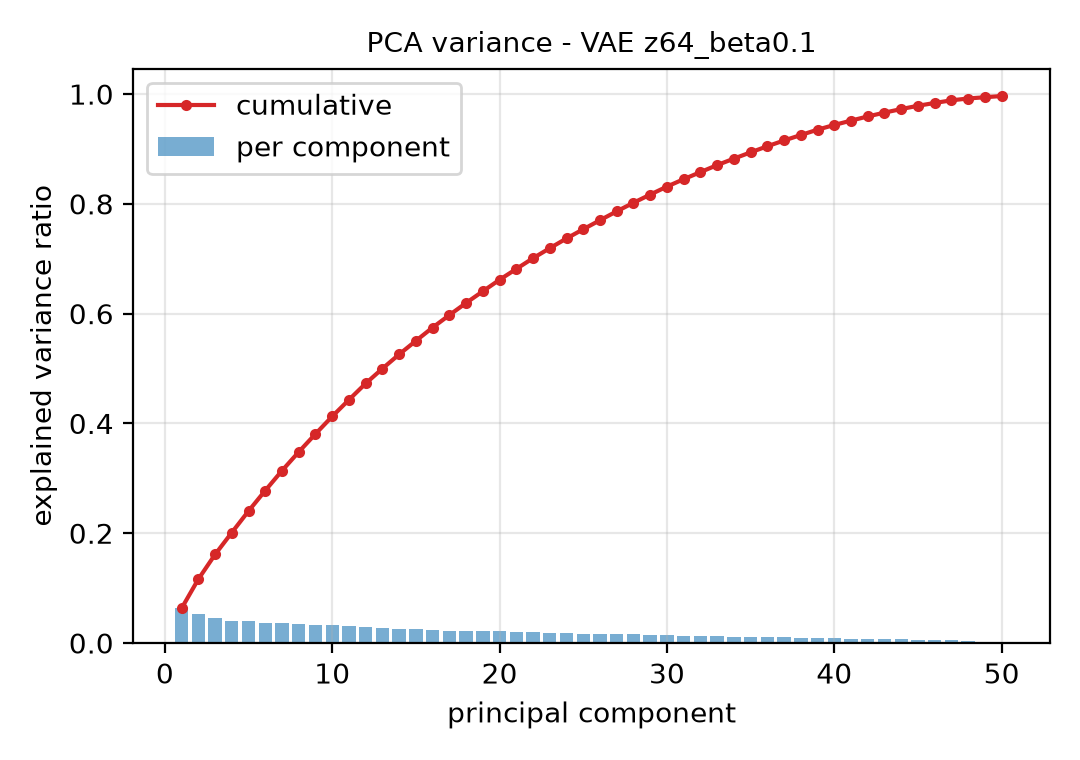 PCA variance - VAE z64_beta0.1
cumulative
per component
explained variance ratio
1.0
0.8
0.6
0.4
0.2
0.0
0 10 20 30 40 50
principal component